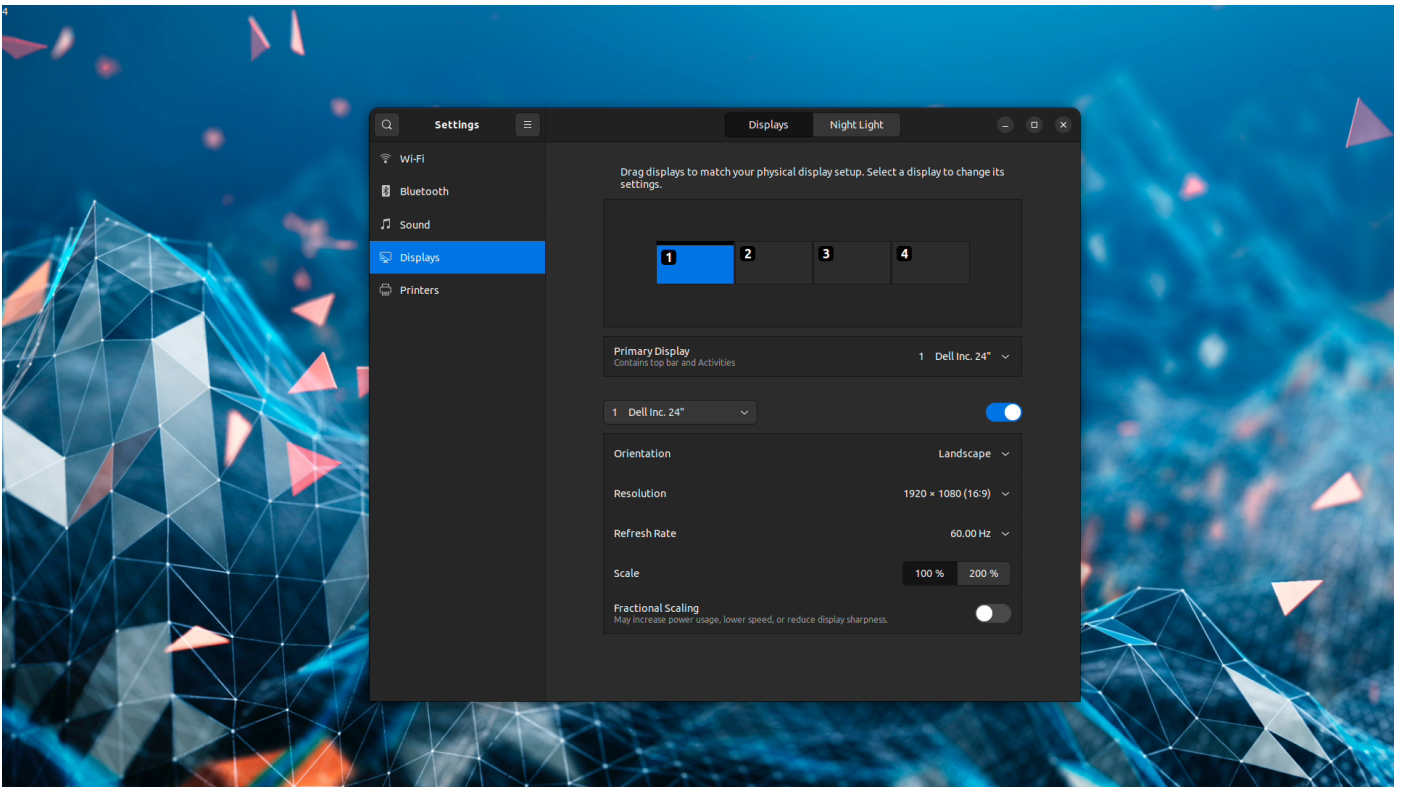 4
Settings
Displays Night Light
Wi-Fi
Bluetooth
Sound
Displays
Printers
Drag displays to match your physical display setup. Select a display to change its
settings.
1 2 3 4
Primary Display
Contains top bar and Activities
1 Dell Inc. 24"
1 Dell Inc. 24"
Orientation Landscape
Resolution 1920 × 1080 (16:9)
Refresh Rate 60.00 Hz
Scale 100 % 200 %
Fractional Scaling
May increase power usage, lower speed, or reduce display sharpness.